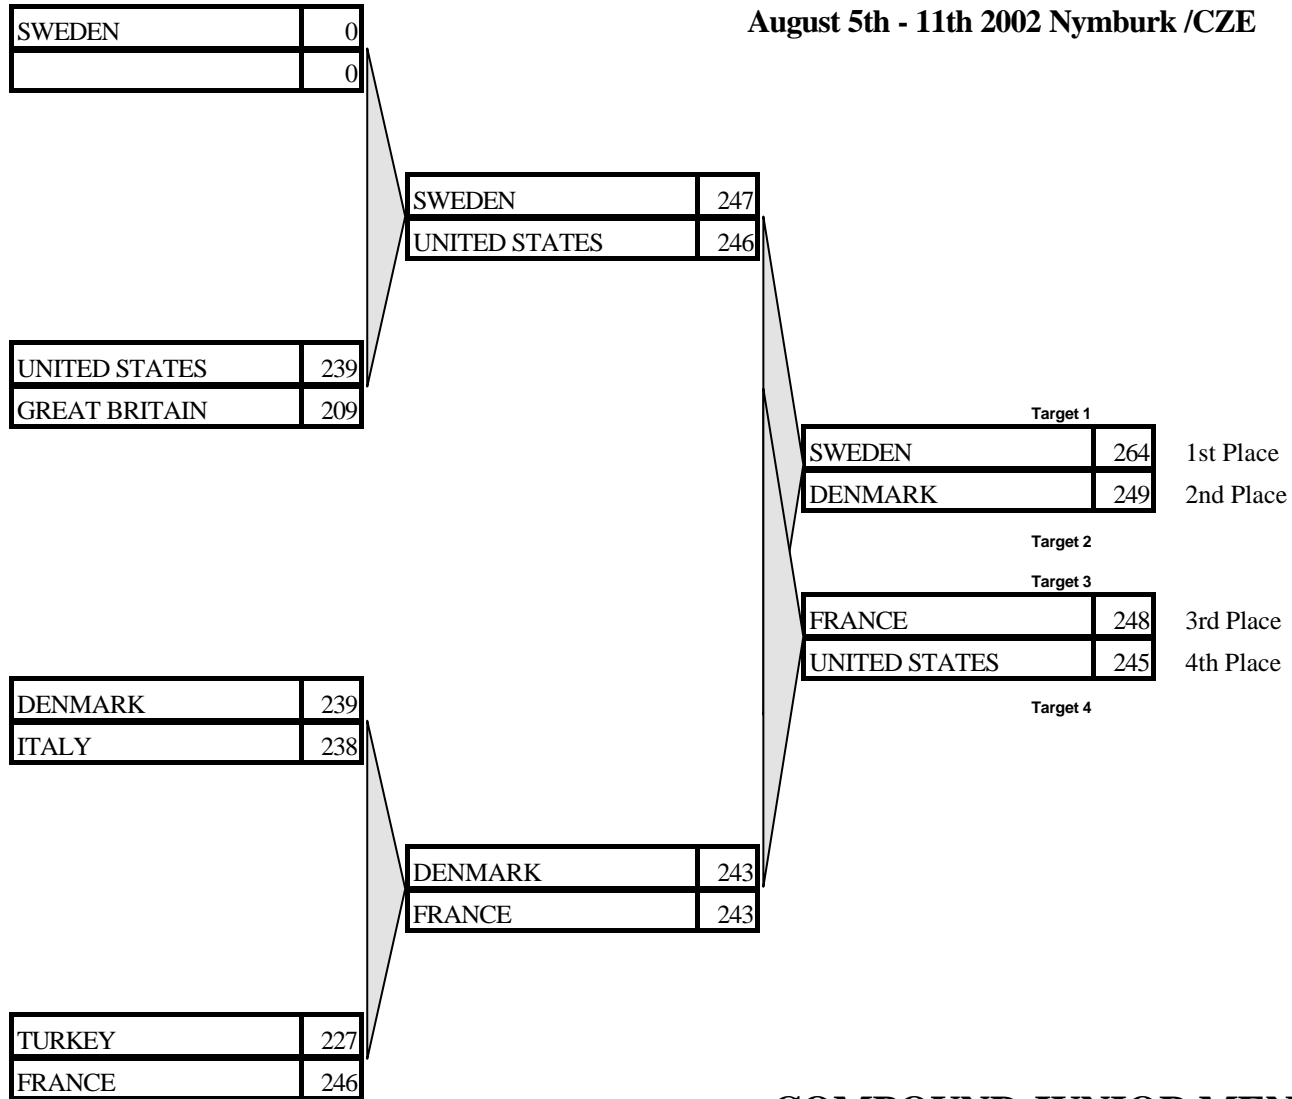 August 5th - 11th 2002 Nymburk /CZE
SWEDEN 0
0
SWEDEN 247
UNITED STATES 246
UNITED STATES 239
GREAT BRITAIN 209
Target 1
SWEDEN 264 1st Place
DENMARK 249 2nd Place
Target 2
Target 3
FRANCE 248 3rd Place
UNITED STATES 245 4th Place
Target 4
DENMARK 239
ITALY 238
DENMARK 243
FRANCE 243
TURKEY 227
FRANCE 246
COMPOUND JUNIOR MEN